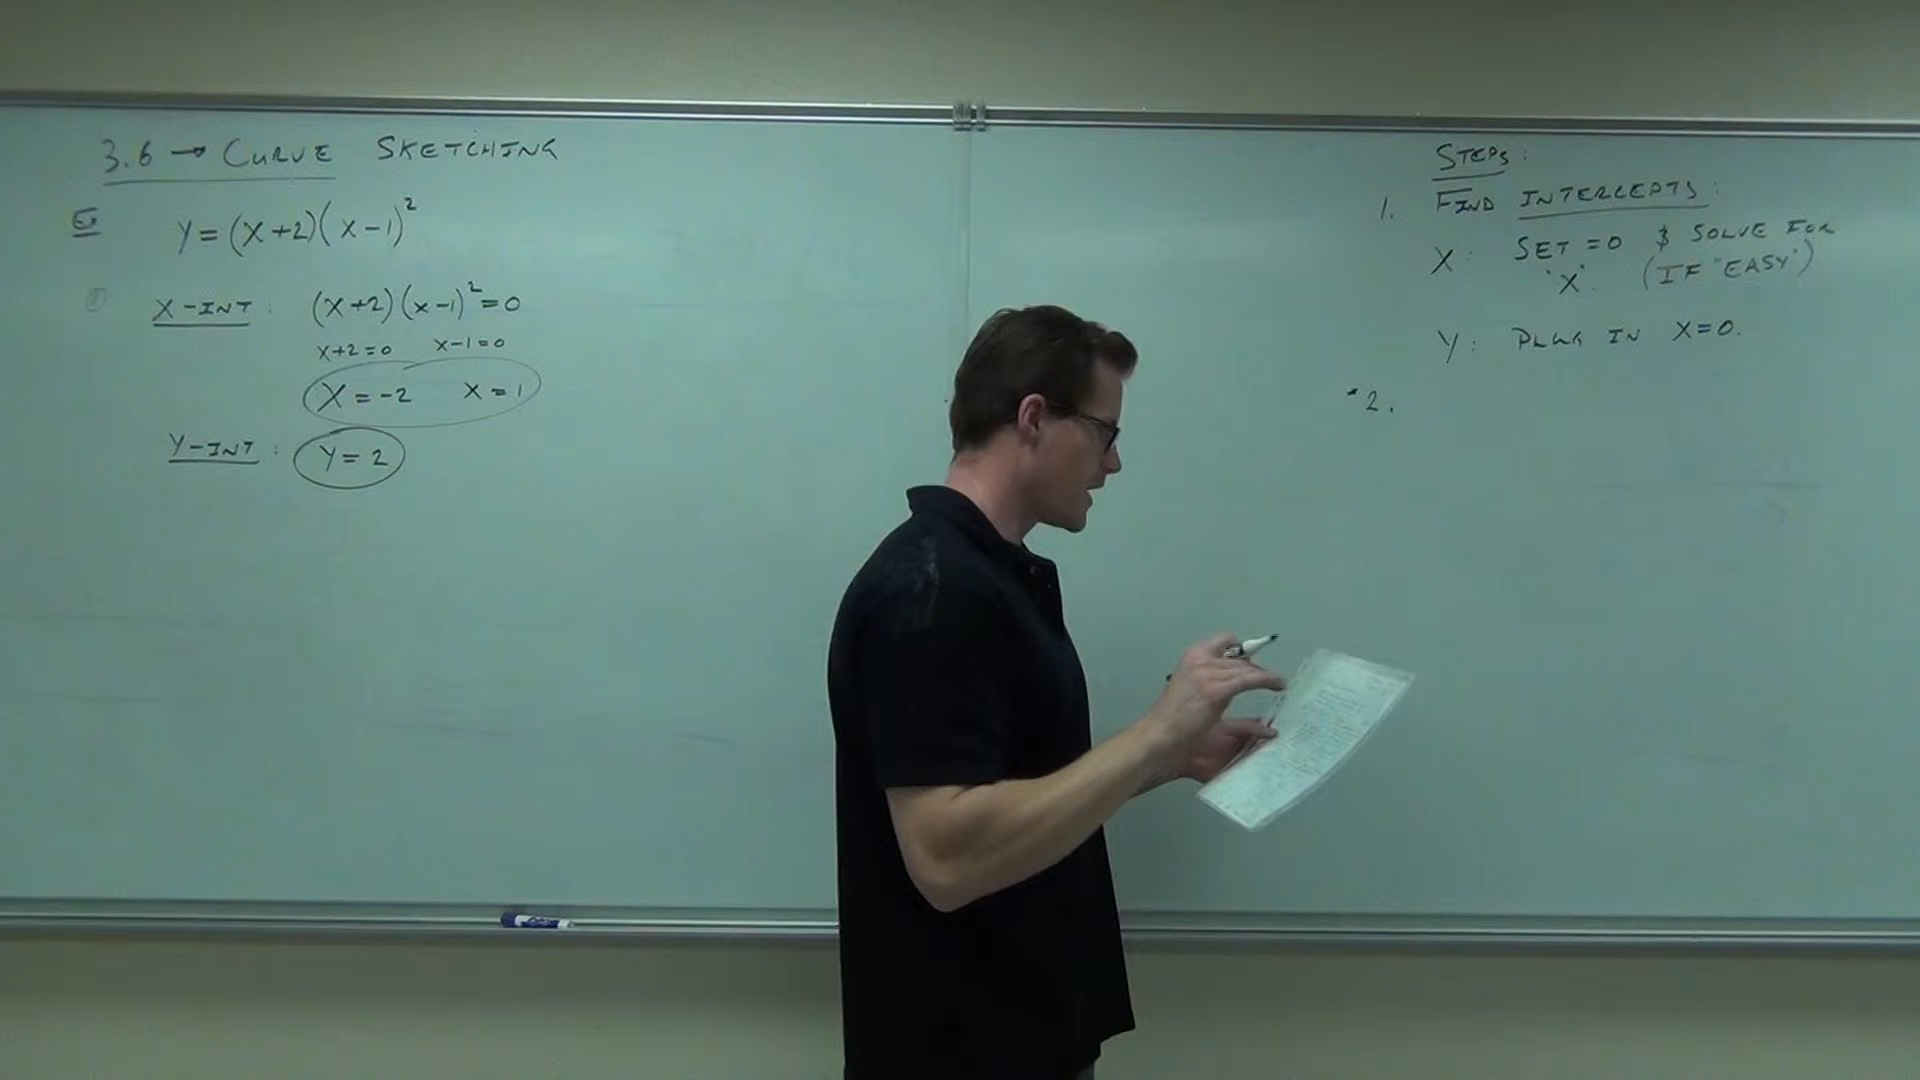 3.6 → CURVE SKETCHING
EX Y=(X+2)(X-1)²
① X-INT: (X+2)(X-1)²=0
X+2=0 X-1=0
X=-2 X=1
Y-INT: Y=2
STEPS:
1. FIND INTERCEPTS:
X: SET =0 & SOLVE FOR
"X". (IF "EASY")
Y: PLUG IN X=0.
*2.